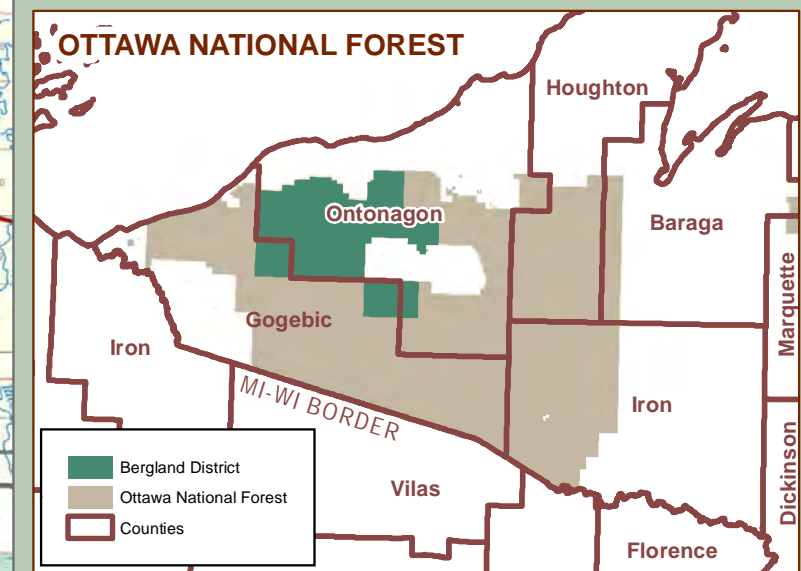 OTTAWA NATIONAL FOREST
Houghton
Ontonagon
Baraga
Marquette
Gogebic
Iron
MI-WI BORDER
Iron
Dickinson
Vilas
Florence
Bergland District
Ottawa National Forest
Counties